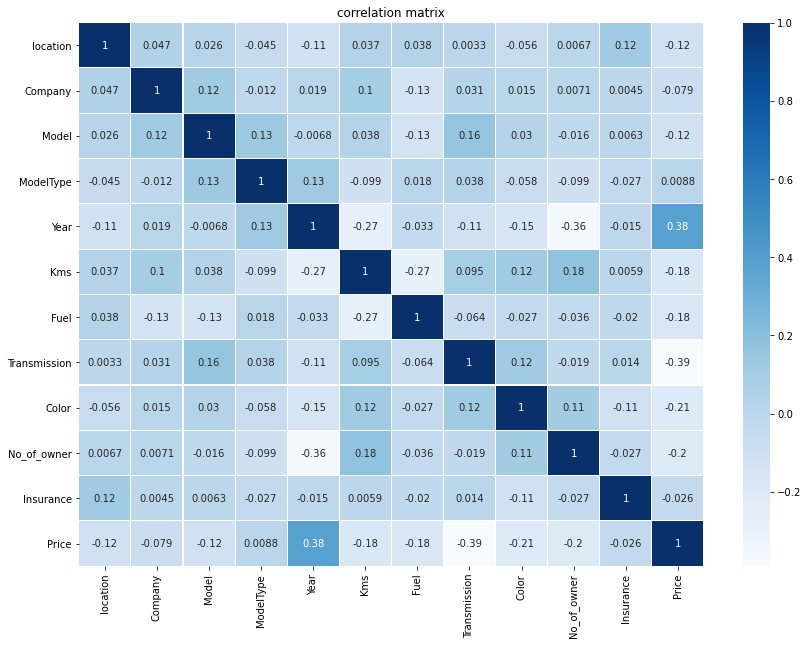 correlation matrix
location 1 0.047 0.026 -0.045 -0.11 0.037 0.038 0.0033 -0.056 0.0067 0.12 -0.12
Company 0.047 1 0.12 -0.012 0.019 0.1 -0.13 0.031 0.015 0.0071 0.0045 -0.079
Model 0.026 0.12 1 0.13 -0.0068 0.038 -0.13 0.16 0.03 -0.016 0.0063 -0.12
ModelType -0.045 -0.012 0.13 1 0.13 -0.099 0.018 0.038 -0.058 -0.099 -0.027 0.0088
Year -0.11 0.019 -0.0068 0.13 1 -0.27 -0.033 -0.11 -0.15 -0.36 -0.015 0.38
Kms 0.037 0.1 0.038 -0.099 -0.27 1 -0.27 0.095 0.12 0.18 0.0059 -0.18
Fuel 0.038 -0.13 -0.13 0.018 -0.033 -0.27 1 -0.064 -0.027 -0.036 -0.02 -0.18
Transmission 0.0033 0.031 0.16 0.038 -0.11 0.095 -0.064 1 0.12 -0.019 0.014 -0.39
Color -0.056 0.015 0.03 -0.058 -0.15 0.12 -0.027 0.12 1 0.11 -0.11 -0.21
No_of_owner 0.0067 0.0071 -0.016 -0.099 -0.36 0.18 -0.036 -0.019 0.11 1 -0.027 -0.2
Insurance 0.12 0.0045 0.0063 -0.027 -0.015 0.0059 -0.02 0.014 -0.11 -0.027 1 -0.026
Price -0.12 -0.079 -0.12 0.0088 0.38 -0.18 -0.18 -0.39 -0.21 -0.2 -0.026 1
location Company Model ModelType Year Kms Fuel Transmission Color No_of_owner Insurance Price
1.0
0.8
0.6
0.4
0.2
0.0
−0.2